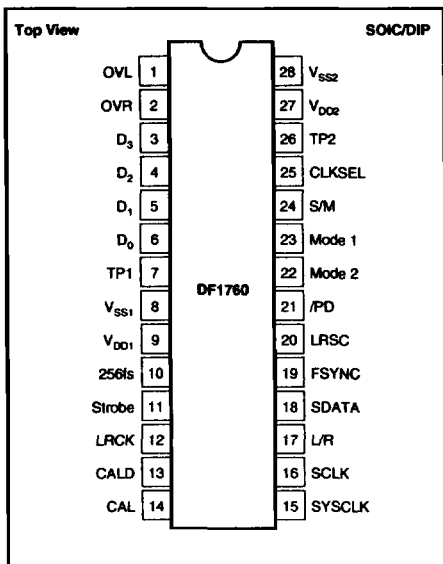 Top View SOIC/DIP
OVL 1 28 VSS2
OVR 2 27 VDD2
D3 3 26 TP2
D2 4 25 CLKSEL
D1 5 24 S/M
D0 6 23 Mode 1
TP1 7 22 Mode 2
DF1760
VSS1 8 21 /PD
VDD1 9 20 LRSC
256fs 10 19 FSYNC
Strobe 11 18 SDATA
LRCK 12 17 L/R
CALD 13 16 SCLK
CAL 14 15 SYSCLK